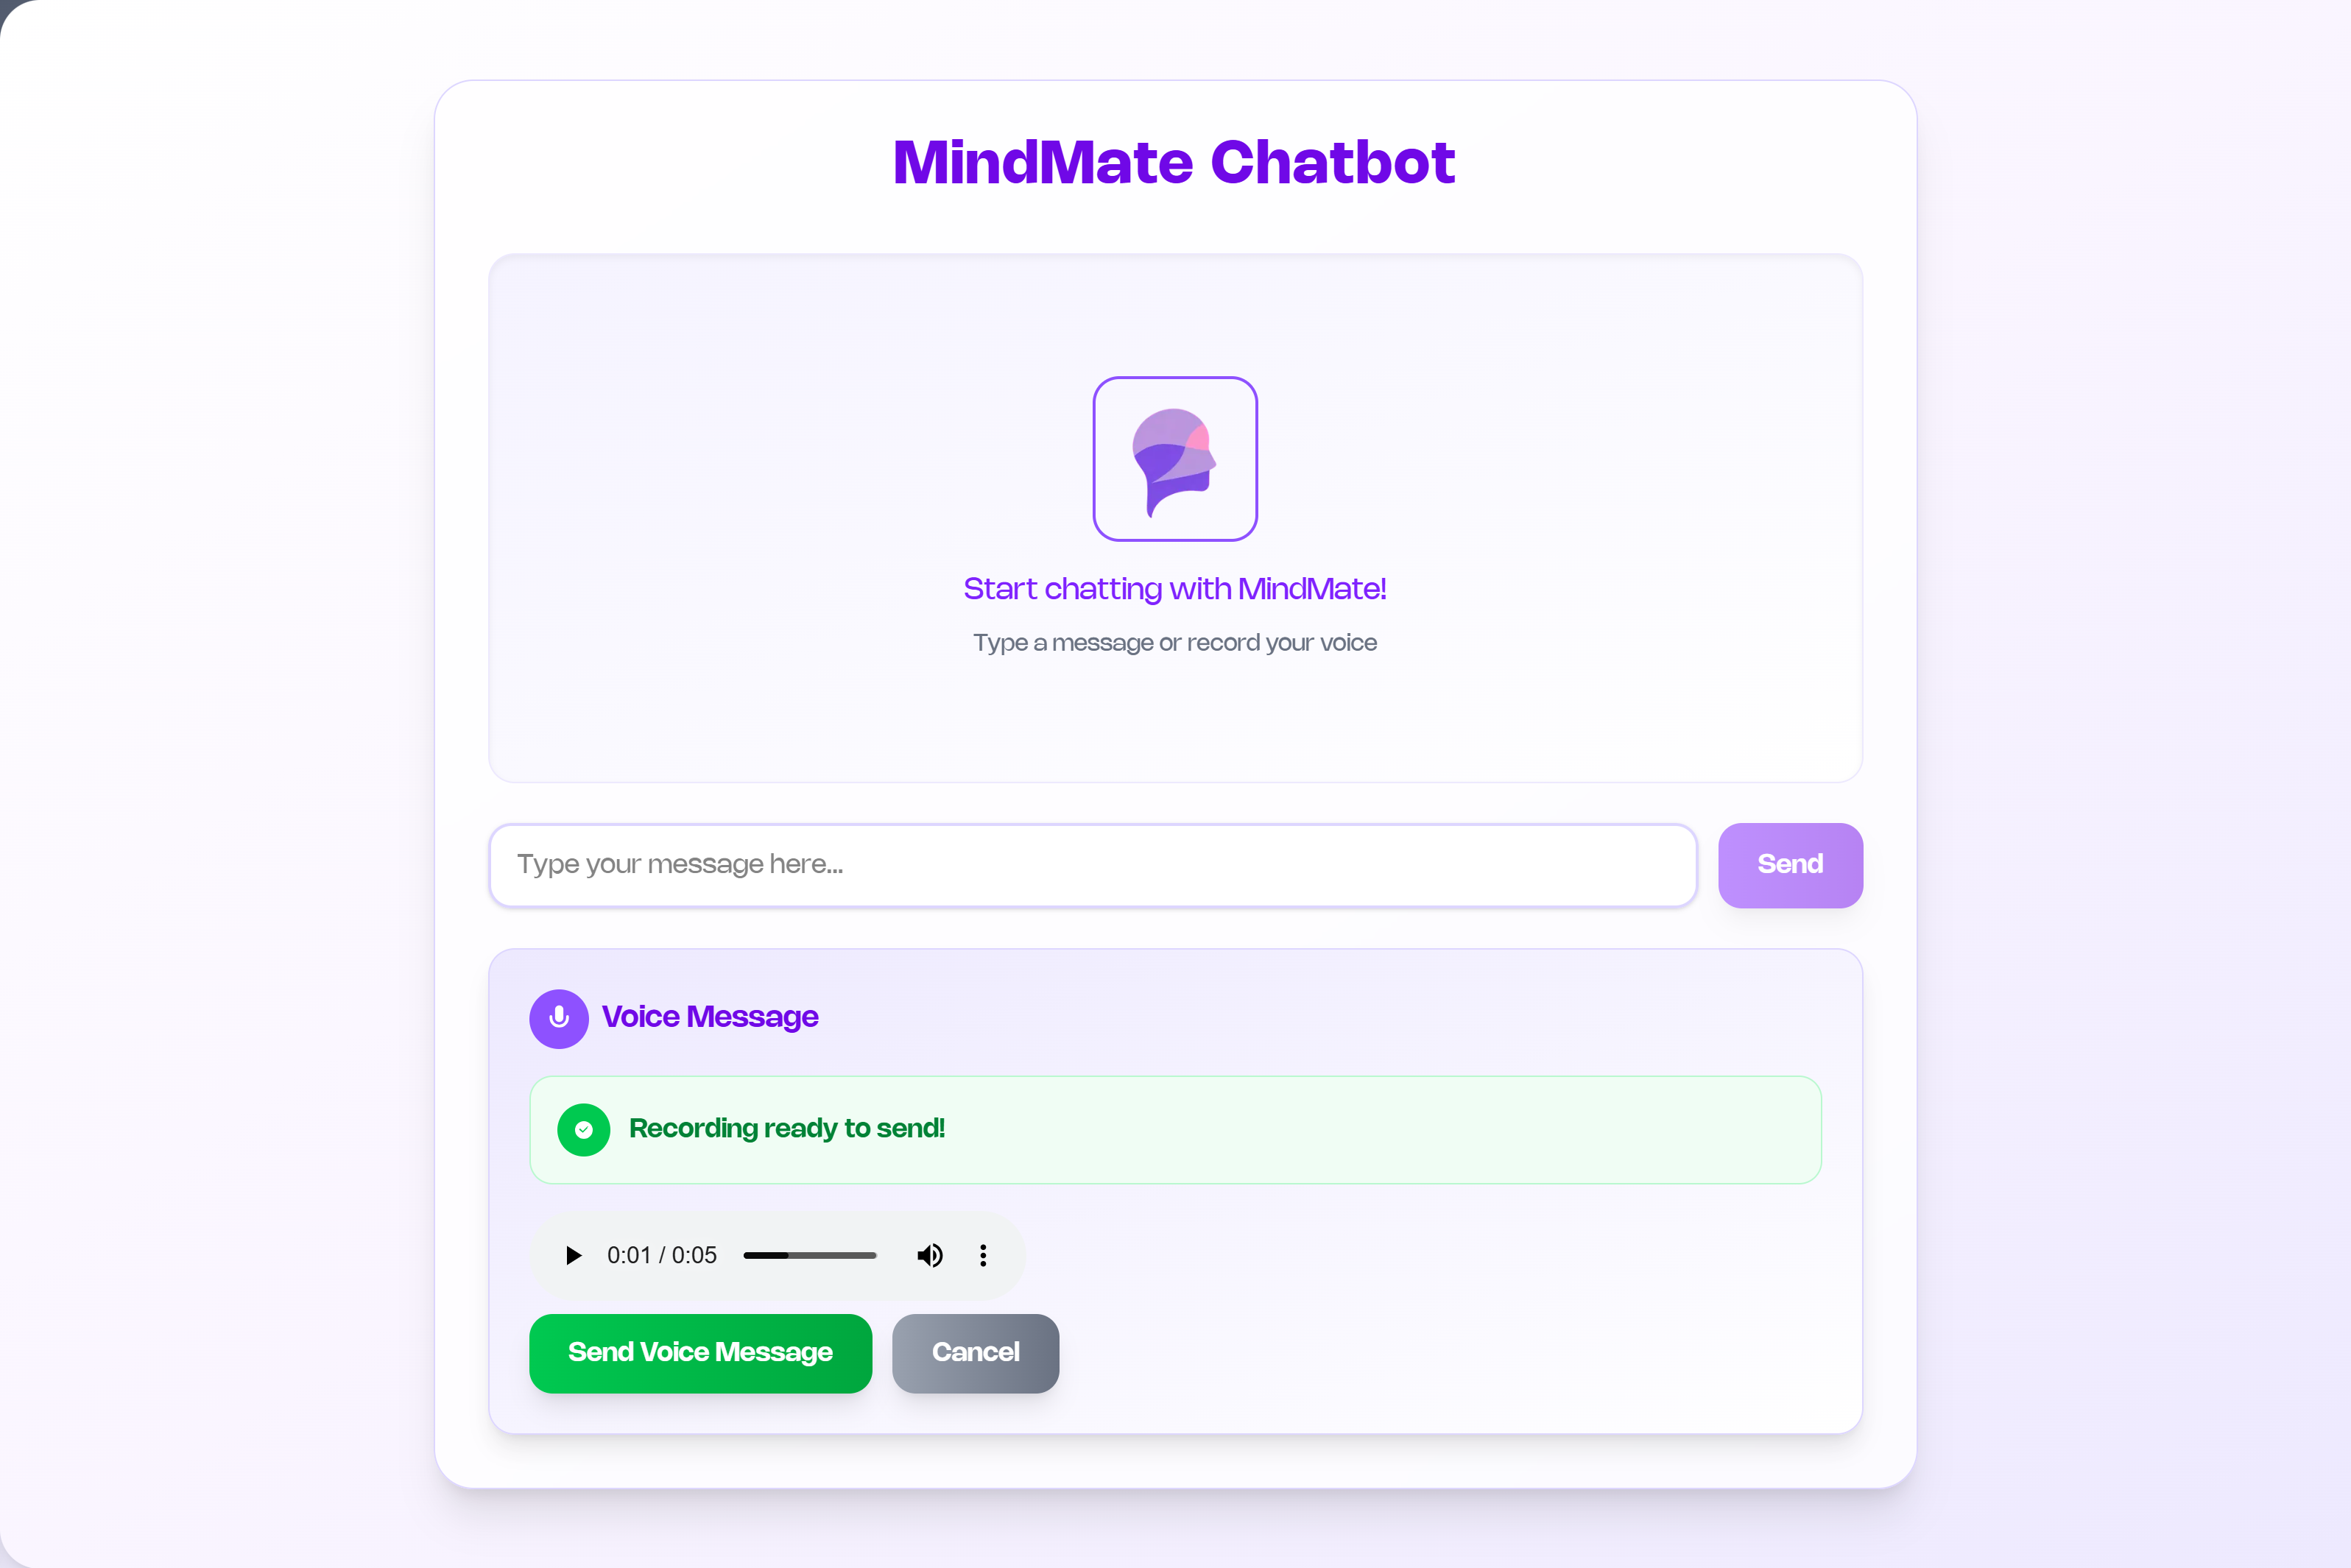 MindMate Chatbot
Start chatting with MindMate!
Type a message or record your voice
Type your message here...
Send
Voice Message
Recording ready to send!
0:01 / 0:05
Send Voice Message
Cancel